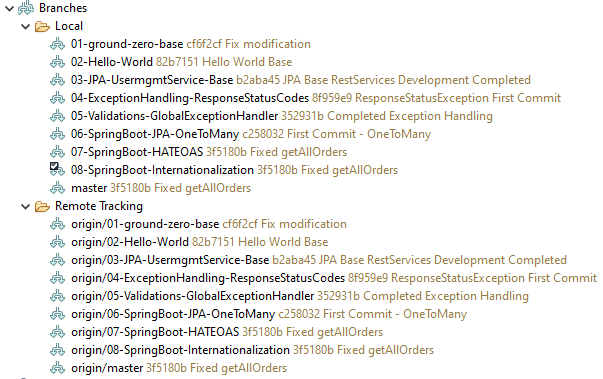 Branches
Local
01-ground-zero-base cf6f2cf Fix modification
02-Hello-World 82b7151 Hello World Base
03-JPA-UsermgmtService-Base b2aba45 JPA Base RestServices Development Completed
04-ExceptionHandling-ResponseStatusCodes 8f959e9 ResponseStatusException First Commit
05-Validations-GlobalExceptionHandler 352931b Completed Exception Handling
06-SpringBoot-JPA-OneToMany c258032 First Commit - OneToMany
07-SpringBoot-HATEOAS 3f5180b Fixed getAllOrders
08-SpringBoot-Internationalization 3f5180b Fixed getAllOrders
master 3f5180b Fixed getAllOrders
Remote Tracking
origin/01-ground-zero-base cf6f2cf Fix modification
origin/02-Hello-World 82b7151 Hello World Base
origin/03-JPA-UsermgmtService-Base b2aba45 JPA Base RestServices Development Completed
origin/04-ExceptionHandling-ResponseStatusCodes 8f959e9 ResponseStatusException First Commit
origin/05-Validations-GlobalExceptionHandler 352931b Completed Exception Handling
origin/06-SpringBoot-JPA-OneToMany c258032 First Commit - OneToMany
origin/07-SpringBoot-HATEOAS 3f5180b Fixed getAllOrders
origin/08-SpringBoot-Internationalization 3f5180b Fixed getAllOrders
origin/master 3f5180b Fixed getAllOrders